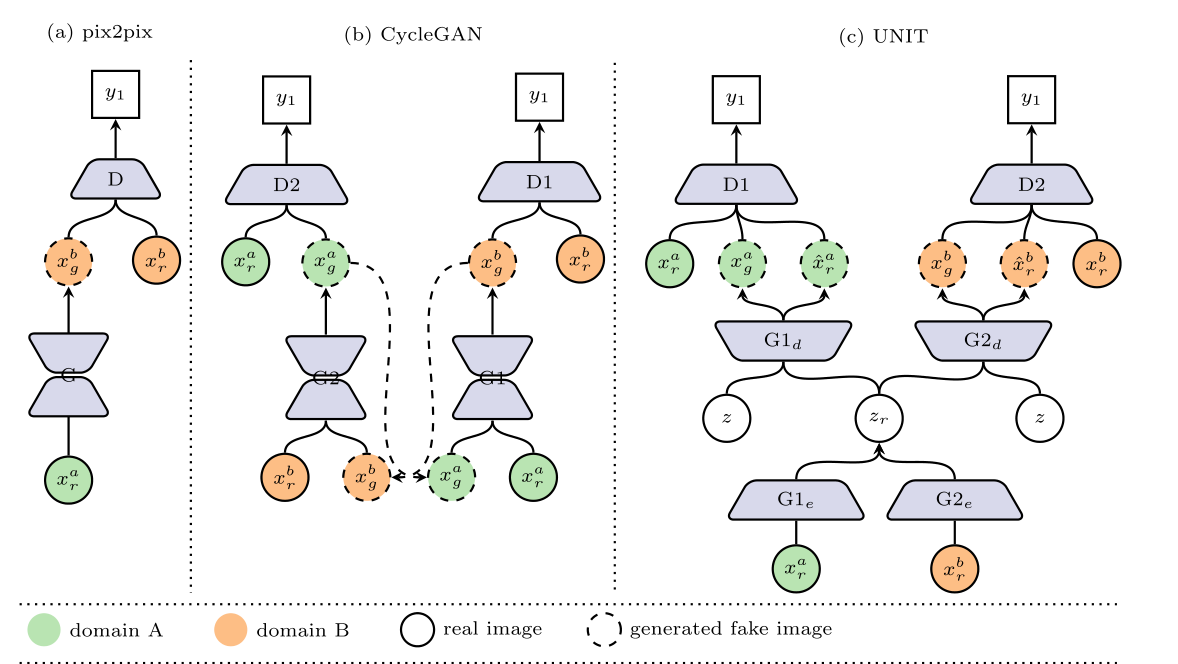 (a) pix2pix
(b) CycleGAN
(c) UNIT
y₁
y₁
y₁
y₁
y₁
D
D2
D1
D1
D2
x_g^b
x_r^b
x_r^a
x_g^a
x_g^b
x_r^b
x_r^a
x_g^a
x̂_r^a
x_g^b
x̂_r^b
x_r^b
G
G2
G1
G1_d
G2_d
z
z_r
z
x_r^a
x_r^b
x_g^b
x_g^a
x_r^a
G1_e
G2_e
x_r^a
x_r^b
domain A
domain B
real image
generated fake image